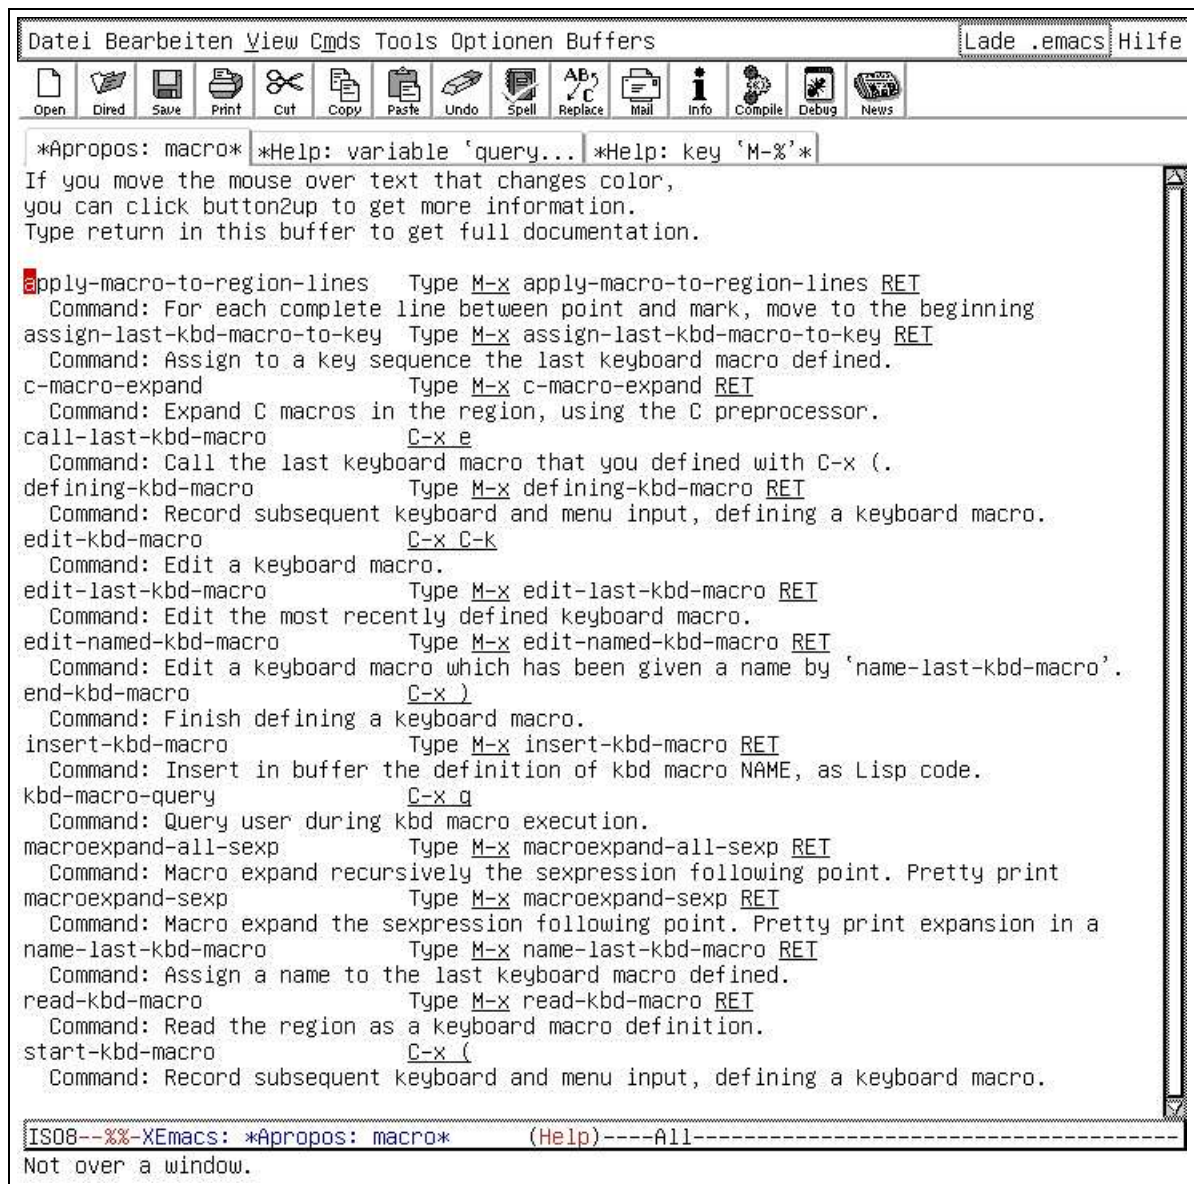 Datei Bearbeiten View Cmds Tools Optionen Buffers Lade .emacs Hilfe
Open Dired Save Print Cut Copy Paste Undo Spell AB C Replace Mail i Info Compile Debug News
*Apropos: macro* *Help: variable `query... *Help: key `M-%'*
If you move the mouse over text that changes color,
you can click button2up to get more information.
Type return in this buffer to get full documentation.
apply-macro-to-region-lines Type M-x apply-macro-to-region-lines RET
Command: For each complete line between point and mark, move to the beginning
assign-last-kbd-macro-to-key Type M-x assign-last-kbd-macro-to-key RET
Command: Assign to a key sequence the last keyboard macro defined.
c-macro-expand Type M-x c-macro-expand RET
Command: Expand C macros in the region, using the C preprocessor.
call-last-kbd-macro C-x e
Command: Call the last keyboard macro that you defined with C-x (.
defining-kbd-macro Type M-x defining-kbd-macro RET
Command: Record subsequent keyboard and menu input, defining a keyboard macro.
edit-kbd-macro C-x C-k
Command: Edit a keyboard macro.
edit-last-kbd-macro Type M-x edit-last-kbd-macro RET
Command: Edit the most recently defined keyboard macro.
edit-named-kbd-macro Type M-x edit-named-kbd-macro RET
Command: Edit a keyboard macro which has been given a name by `name-last-kbd-macro'.
end-kbd-macro C-x )
Command: Finish defining a keyboard macro.
insert-kbd-macro Type M-x insert-kbd-macro RET
Command: Insert in buffer the definition of kbd macro NAME, as Lisp code.
kbd-macro-query C-x q
Command: Query user during kbd macro execution.
macroexpand-all-sexp Type M-x macroexpand-all-sexp RET
Command: Macro expand recursively the sexpression following point. Pretty print
macroexpand-sexp Type M-x macroexpand-sexp RET
Command: Macro expand the sexpression following point. Pretty print expansion in a
name-last-kbd-macro Type M-x name-last-kbd-macro RET
Command: Assign a name to the last keyboard macro defined.
read-kbd-macro Type M-x read-kbd-macro RET
Command: Read the region as a keyboard macro definition.
start-kbd-macro C-x (
Command: Record subsequent keyboard and menu input, defining a keyboard macro.
ISO8--%%-XEmacs: *Apropos: macro* (Help)----All--------------------------------------
Not over a window.